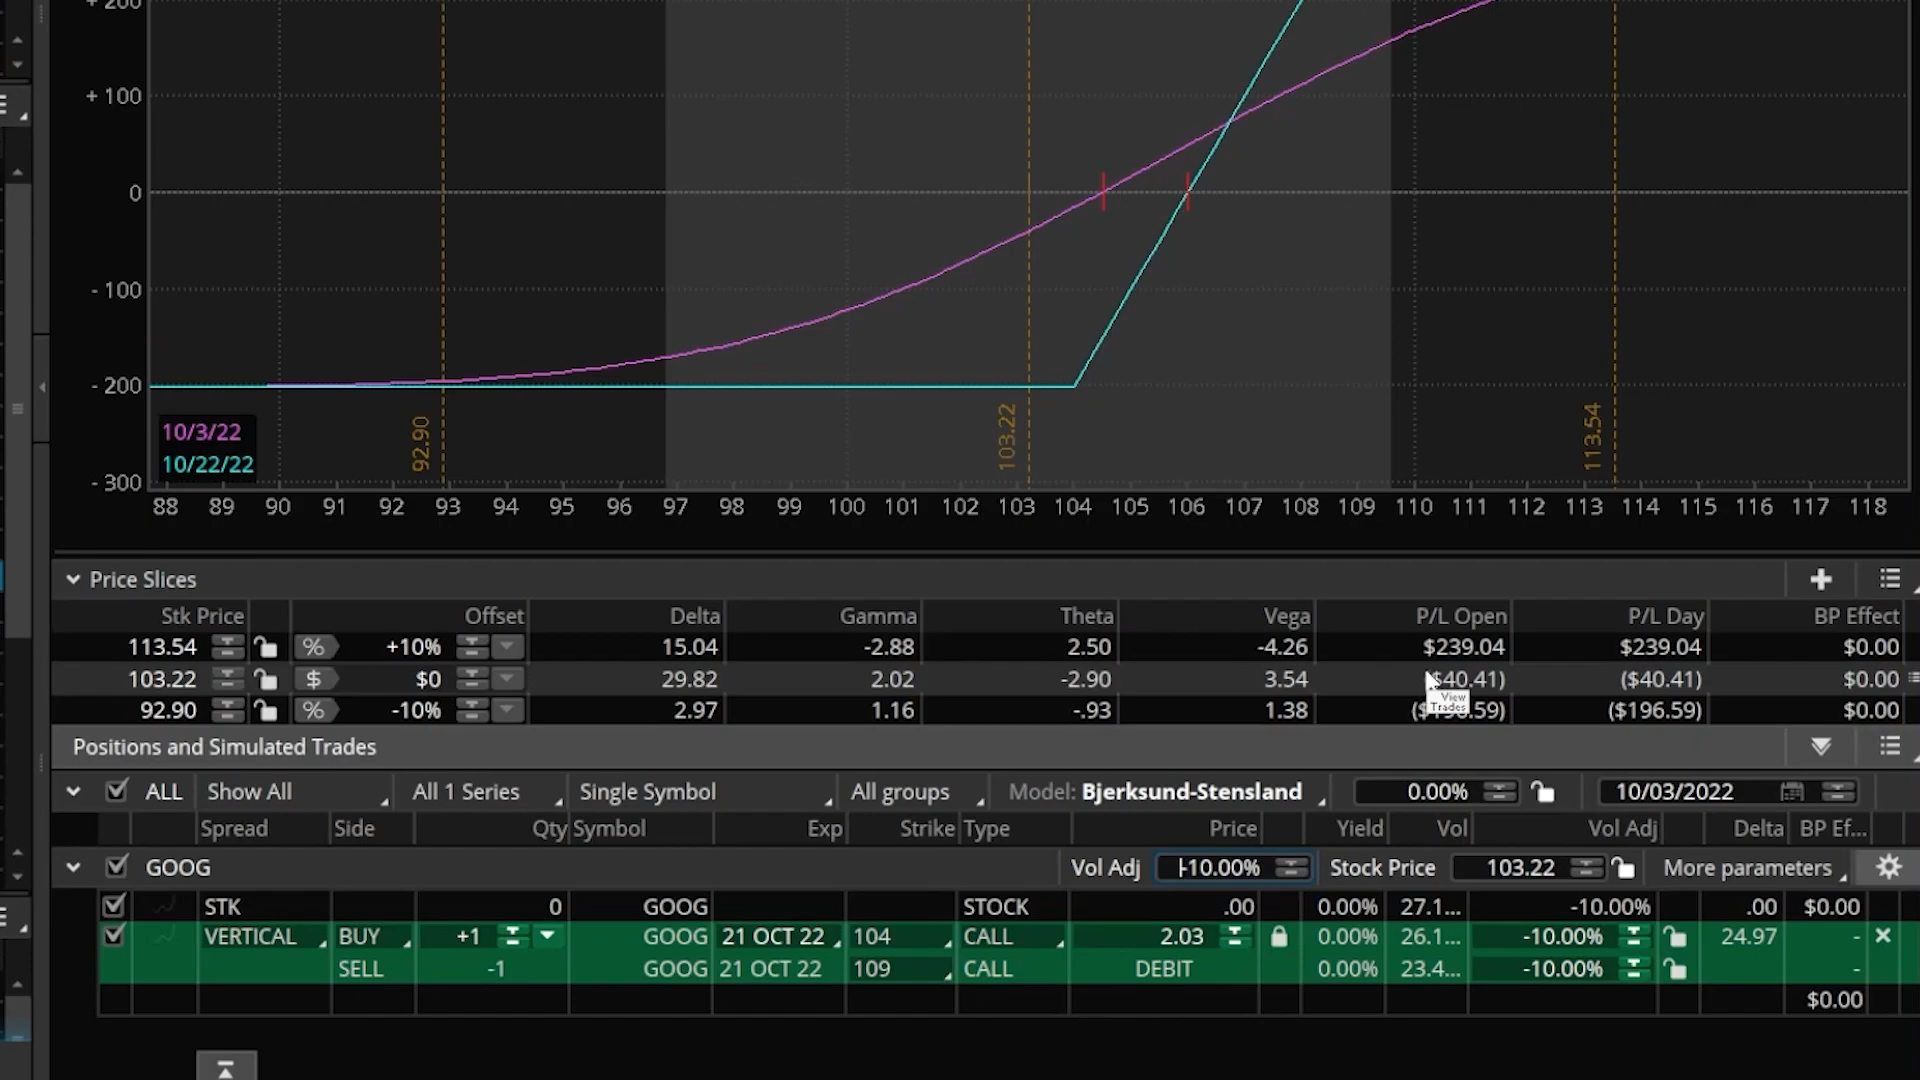 + 200
+ 100
0
- 100
- 200
- 300
92.90
103.22
113.54
10/3/22
10/22/22
88 89 90 91 92 93 94 95 96 97 98 99 100 101 102 103 104 105 106 107 108 109 110 111 112 113 114 115 116 117 118
Price Slices
Stk Price Offset Delta Gamma Theta Vega P/L Open P/L Day BP Effect
113.54 % +10% 15.04 -2.88 2.50 -4.26 $239.04 $239.04 $0.00
103.22 $ $0 29.82 2.02 -2.90 3.54 ($40.41) ($40.41) $0.00
92.90 % -10% 2.97 1.16 -.93 1.38 ($196.59) ($196.59) $0.00
View
Trades
Positions and Simulated Trades
ALL Show All All 1 Series Single Symbol All groups Model: Bjerksund-Stensland 0.00% 10/03/2022
Spread Side Qty Symbol Exp Strike Type Price Yield Vol Vol Adj Delta BP Ef...
GOOG Vol Adj -10.00% Stock Price 103.22 More parameters
STK 0 GOOG STOCK .00 0.00% 27.1... -10.00% .00 $0.00
VERTICAL BUY +1 GOOG 21 OCT 22 104 CALL 2.03 0.00% 26.1... -10.00% 24.97 -
SELL -1 GOOG 21 OCT 22 109 CALL DEBIT 0.00% 23.4... -10.00% -
$0.00